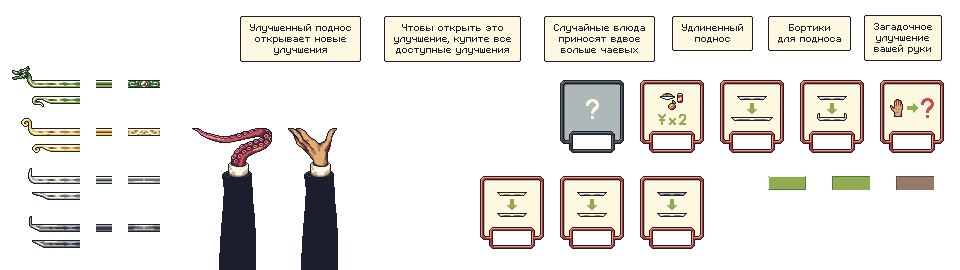 Улучшенный поднос
открывает новые
улучшения
Чтобы открыть это
улучшение, купите все
доступные улучшения
Случайные блюда
приносят вдвое
больше чаевых
Удлиненный
поднос
Бортики
для подноса
Загадочное
улучшение
вашей руки
?
¥x2
?